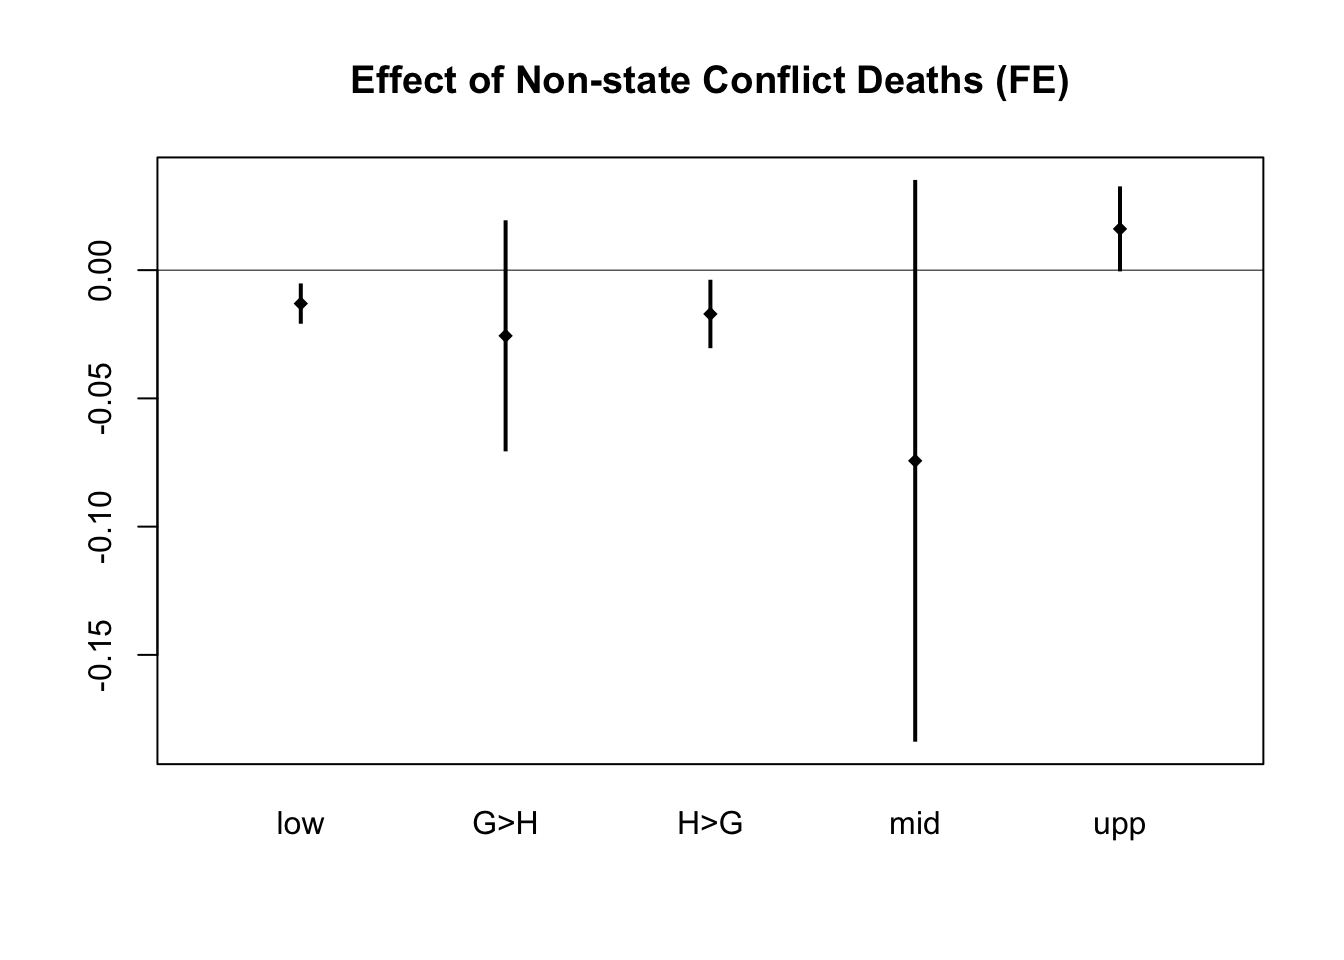 Effect of Non-state Conflict Deaths (FE)
0.00
-0.05
-0.10
-0.15
low G>H H>G mid upp